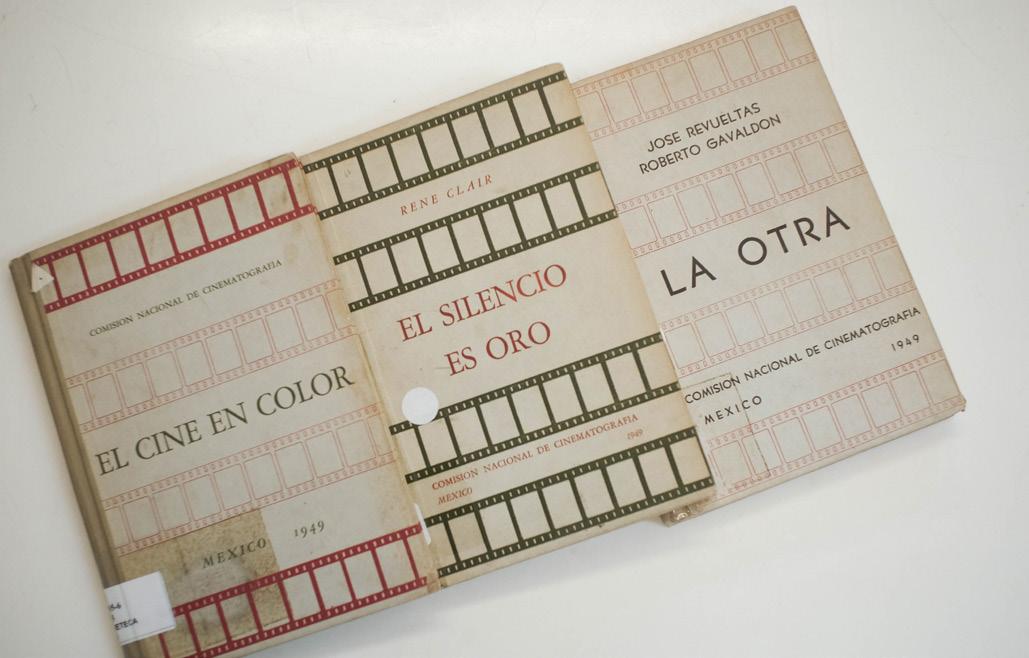 COMISION NACIONAL DE CINEMATOGRAFIA
EL CINE EN COLOR
MEXICO 1949
RENE CLAIR
EL SILENCIO
ES ORO
COMISION NACIONAL DE CINEMATOGRAFIA
MEXICO 1949
JOSE REVUELTAS
ROBERTO GAVALDON
LA OTRA
COMISION NACIONAL DE CINEMATOGRAFIA
MEXICO 1949